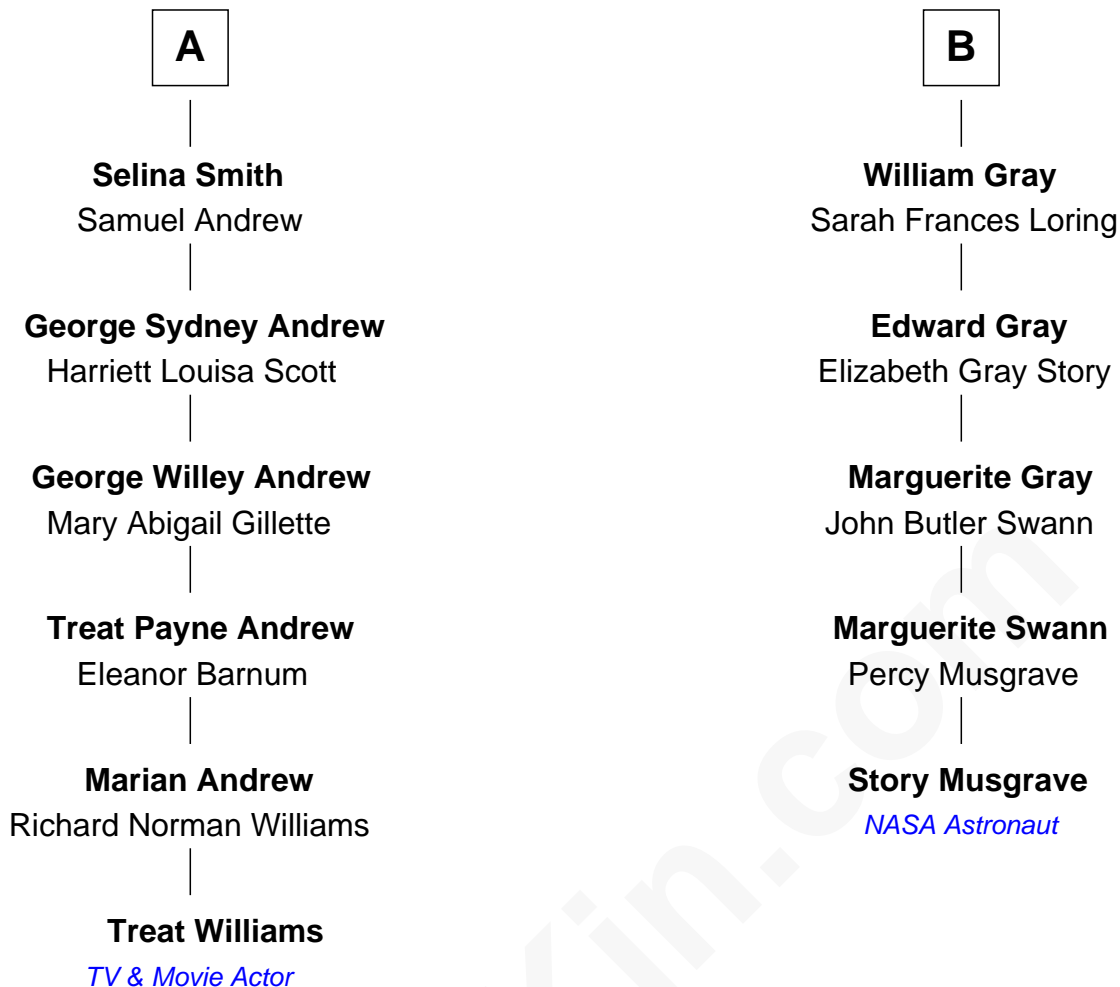 A
Selina Smith
Samuel Andrew
George Sydney Andrew
Harriett Louisa Scott
George Willey Andrew
Mary Abigail Gillette
Treat Payne Andrew
Eleanor Barnum
Marian Andrew
Richard Norman Williams
Treat Williams
TV & Movie Actor
B
William Gray
Sarah Frances Loring
Edward Gray
Elizabeth Gray Story
Marguerite Gray
John Butler Swann
Marguerite Swann
Percy Musgrave
Story Musgrave
NASA Astronaut